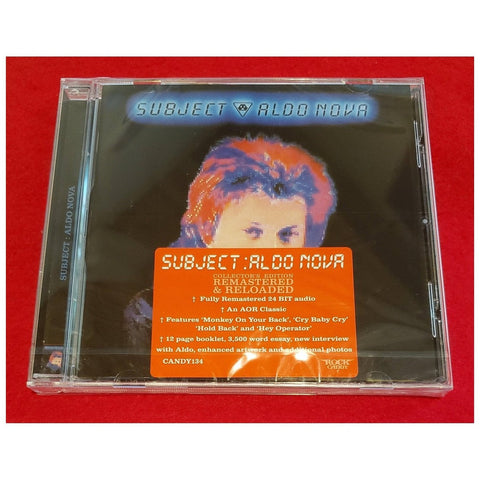 SUBJECT ALDO NOVA
SUBJECT : ALDO NOVA
SUBJECT:ALDO NOVA
COLLECTOR'S EDITION
REMASTERED
& RELOADED
† Fully Remastered 24 BIT audio
† An AOR Classic
† Features 'Monkey On Your Back', 'Cry Baby Cry'
'Hold Back' and 'Hey Operator'
† 12 page booklet, 3,500 word essay, new interview
with Aldo, enhanced artwork and additional photos
CANDY134
ROCK
CANDY